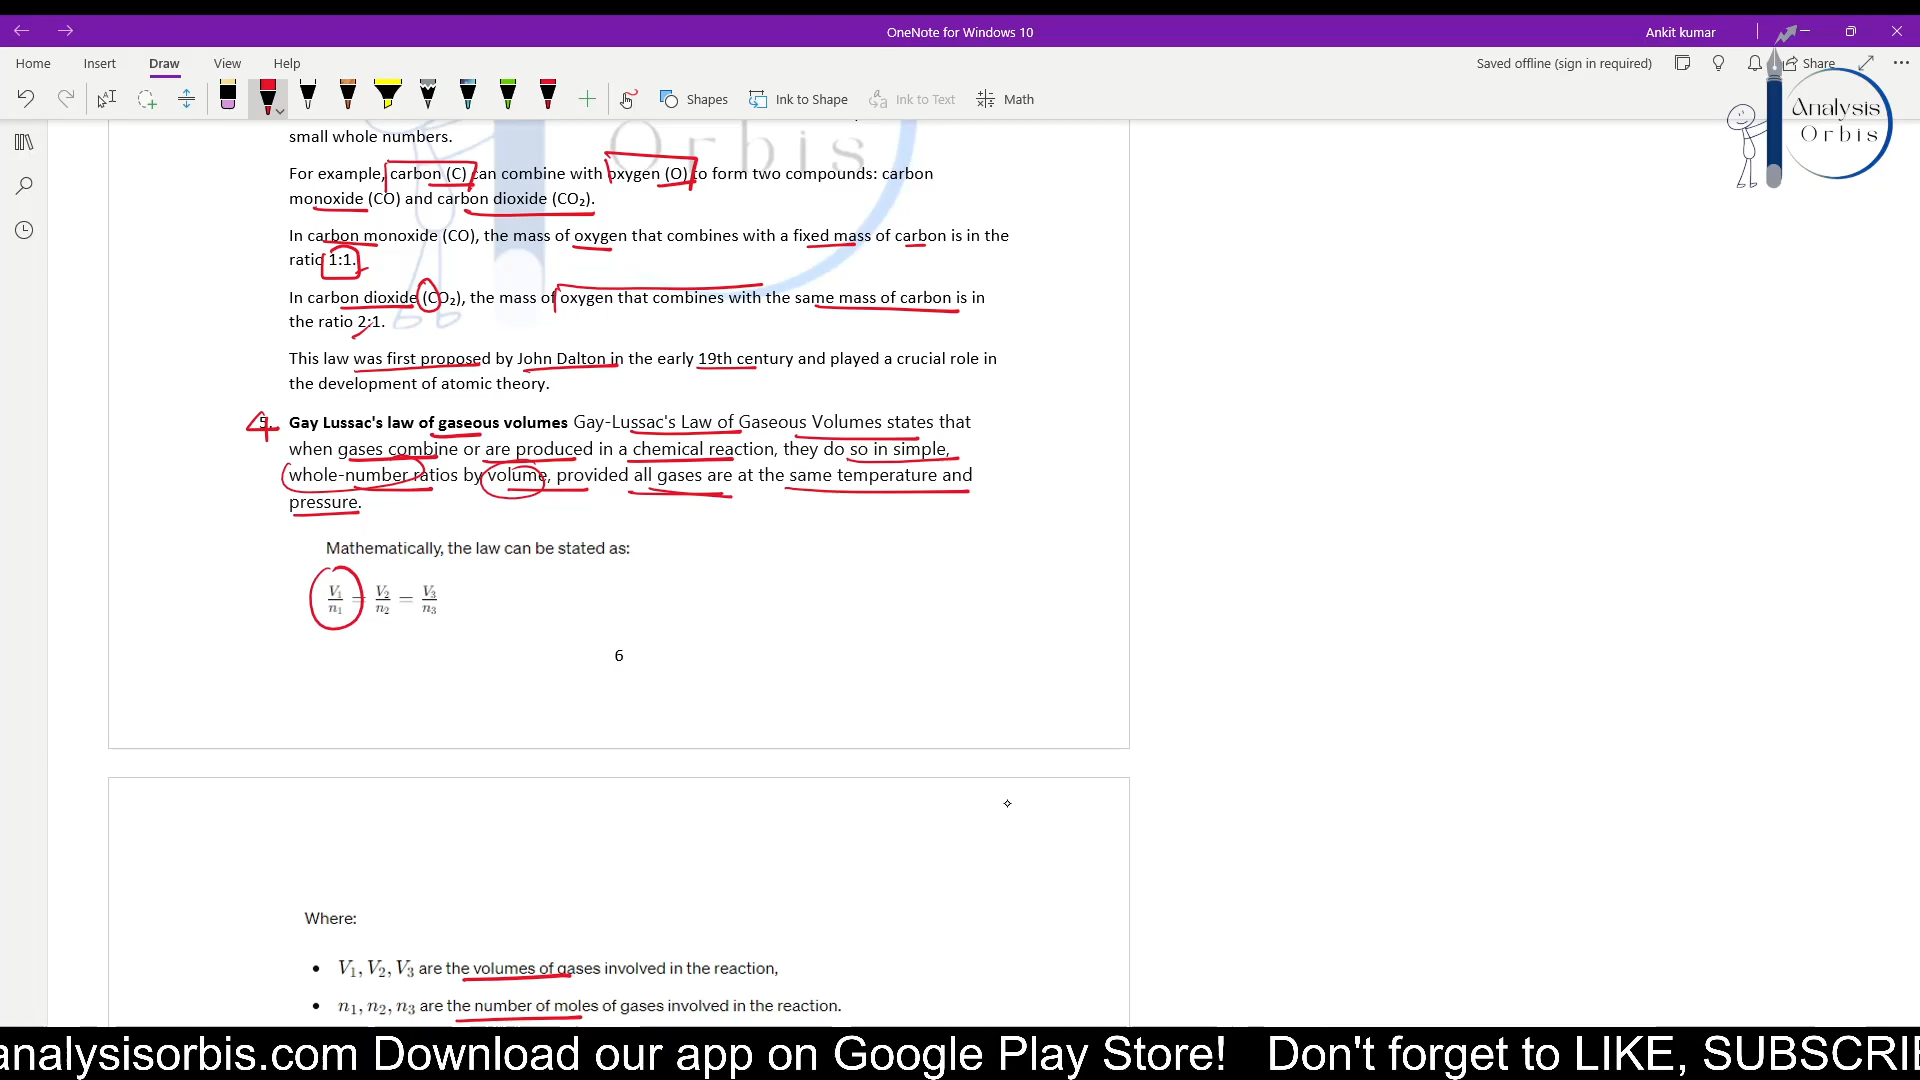 OneNote for Windows 10
Ankit kumar
Home Insert Draw View Help
Saved offline (sign in required)
Share
Shapes Ink to Shape Ink to Text Math
Analysis
Orbis
Orbis
small whole numbers.
For example, carbon (C) can combine with oxygen (O) to form two compounds: carbon
monoxide (CO) and carbon dioxide (CO₂).
In carbon monoxide (CO), the mass of oxygen that combines with a fixed mass of carbon is in the
ratio 1:1.
In carbon dioxide (CO₂), the mass of oxygen that combines with the same mass of carbon is in
the ratio 2:1.
This law was first proposed by John Dalton in the early 19th century and played a crucial role in
the development of atomic theory.
4 5. Gay Lussac's law of gaseous volumes Gay-Lussac's Law of Gaseous Volumes states that
when gases combine or are produced in a chemical reaction, they do so in simple,
whole-number ratios by volume, provided all gases are at the same temperature and
pressure.
Mathematically, the law can be stated as:
V₁/n₁ = V₂/n₂ = V₃/n₃
6
Where:
• V₁, V₂, V₃ are the volumes of gases involved in the reaction,
• n₁, n₂, n₃ are the number of moles of gases involved in the reaction.
analysisorbis.com Download our app on Google Play Store! Don't forget to LIKE, SUBSCRI